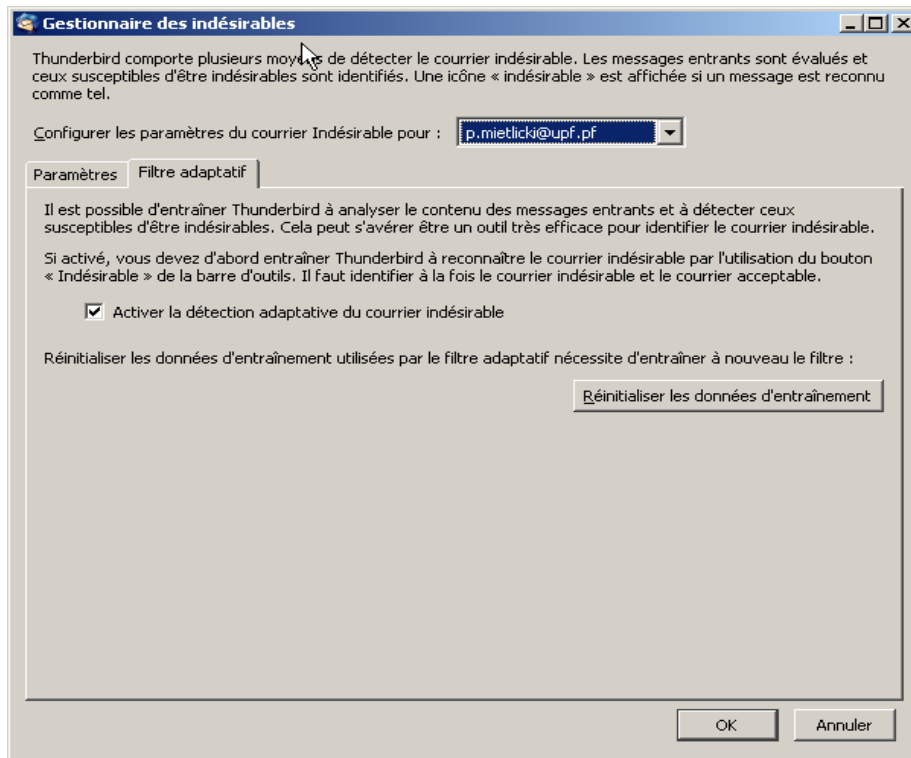 Gestionnaire des indésirables
Thunderbird comporte plusieurs moyens de détecter le courrier indésirable. Les messages entrants sont évalués et
ceux susceptibles d'être indésirables sont identifiés. Une icône « indésirable » est affichée si un message est reconnu
comme tel.
Configurer les paramètres du courrier Indésirable pour : p.mietlicki@upf.pf
Paramètres Filtre adaptatif
Il est possible d'entraîner Thunderbird à analyser le contenu des messages entrants et à détecter ceux
susceptibles d'être indésirables. Cela peut s'avérer être un outil très efficace pour identifier le courrier indésirable.
Si activé, vous devez d'abord entraîner Thunderbird à reconnaître le courrier indésirable par l'utilisation du bouton
« Indésirable » de la barre d'outils. Il faut identifier à la fois le courrier indésirable et le courrier acceptable.
Activer la détection adaptative du courrier indésirable
Réinitialiser les données d'entraînement utilisées par le filtre adaptatif nécessite d'entraîner à nouveau le filtre :
Réinitialiser les données d'entraînement
OK Annuler